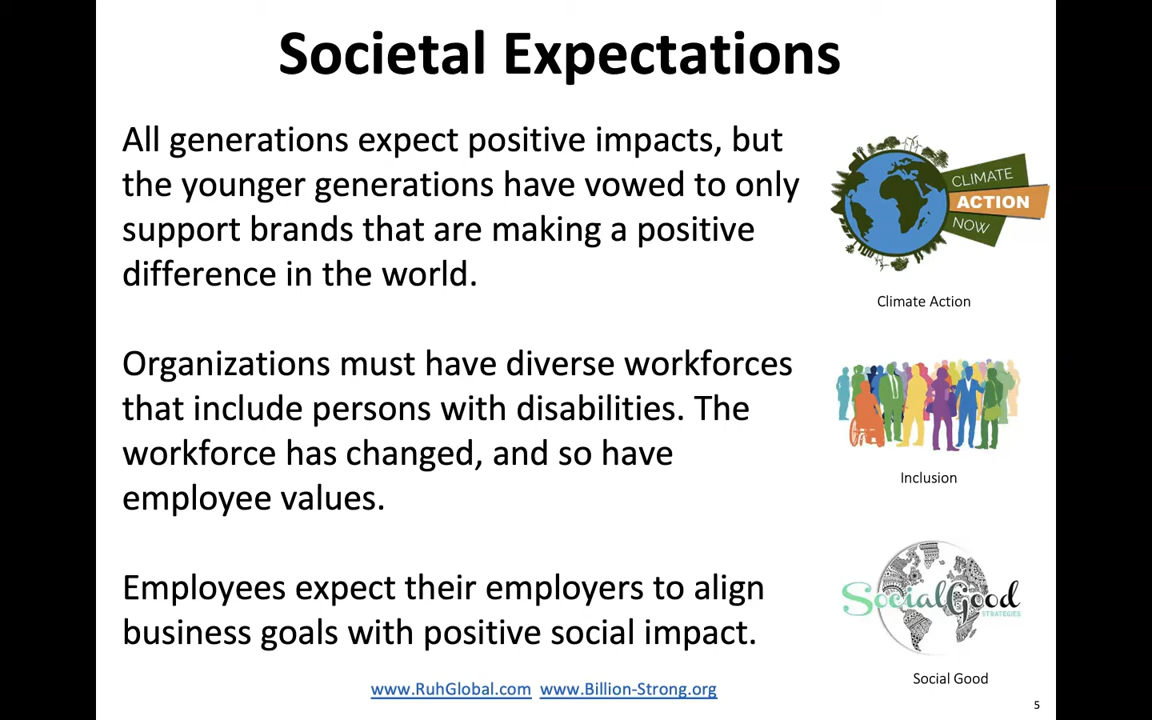 Societal Expectations
All generations expect positive impacts, but
the younger generations have vowed to only
support brands that are making a positive
difference in the world.
CLIMATE
ACTION
NOW
Climate Action
Organizations must have diverse workforces
that include persons with disabilities. The
workforce has changed, and so have
employee values.
Inclusion
Employees expect their employers to align
business goals with positive social impact.
SocialGood
STRATEGIES
Social Good
www.RuhGlobal.com www.Billion-Strong.org
5